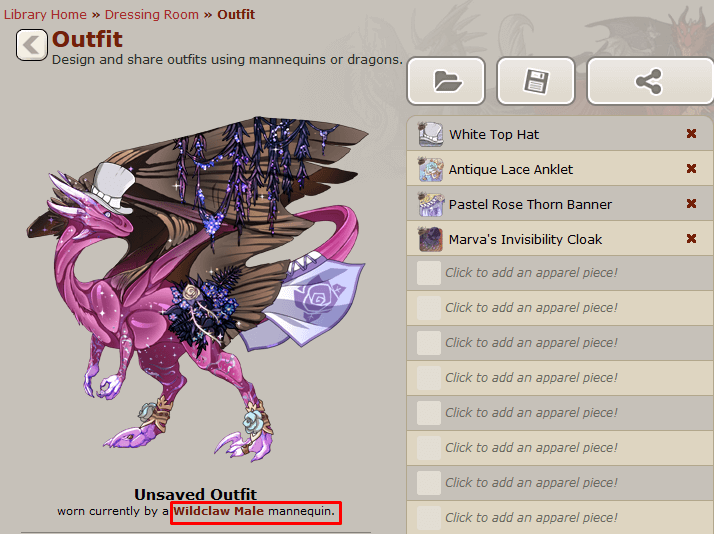 Library Home » Dressing Room » Outfit
Outfit
Design and share outfits using mannequins or dragons.
White Top Hat
Antique Lace Anklet
Pastel Rose Thorn Banner
Marva's Invisibility Cloak
Click to add an apparel piece!
Click to add an apparel piece!
Click to add an apparel piece!
Click to add an apparel piece!
Click to add an apparel piece!
Click to add an apparel piece!
Click to add an apparel piece!
Click to add an apparel piece!
Unsaved Outfit
worn currently by a Wildclaw Male mannequin.